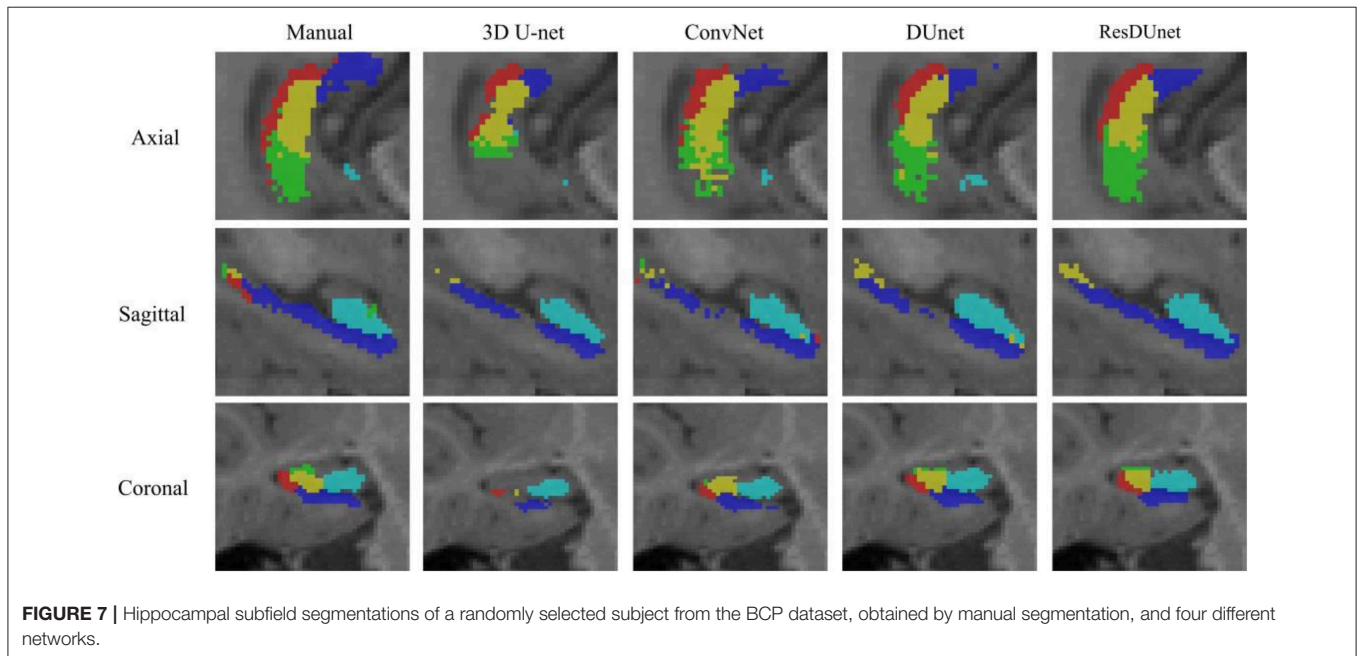 Manual 3D U-net ConvNet DUnet ResDUnet
Axial
Sagittal
Coronal
FIGURE 7 | Hippocampal subfield segmentations of a randomly selected subject from the BCP dataset, obtained by manual segmentation, and four different
networks.